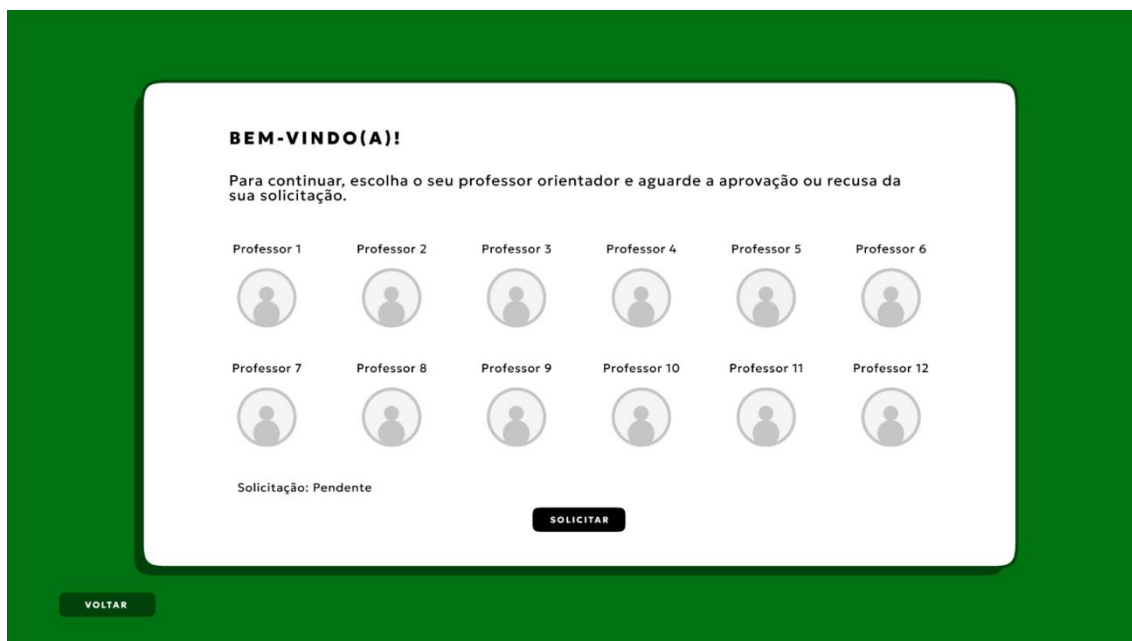 BEM-VINDO(A)!
Para continuar, escolha o seu professor orientador e aguarde a aprovação ou recusa da
sua solicitação.
Professor 1 Professor 2 Professor 3 Professor 4 Professor 5 Professor 6
Professor 7 Professor 8 Professor 9 Professor 10 Professor 11 Professor 12
Solicitação: Pendente
SOLICITAR
VOLTAR